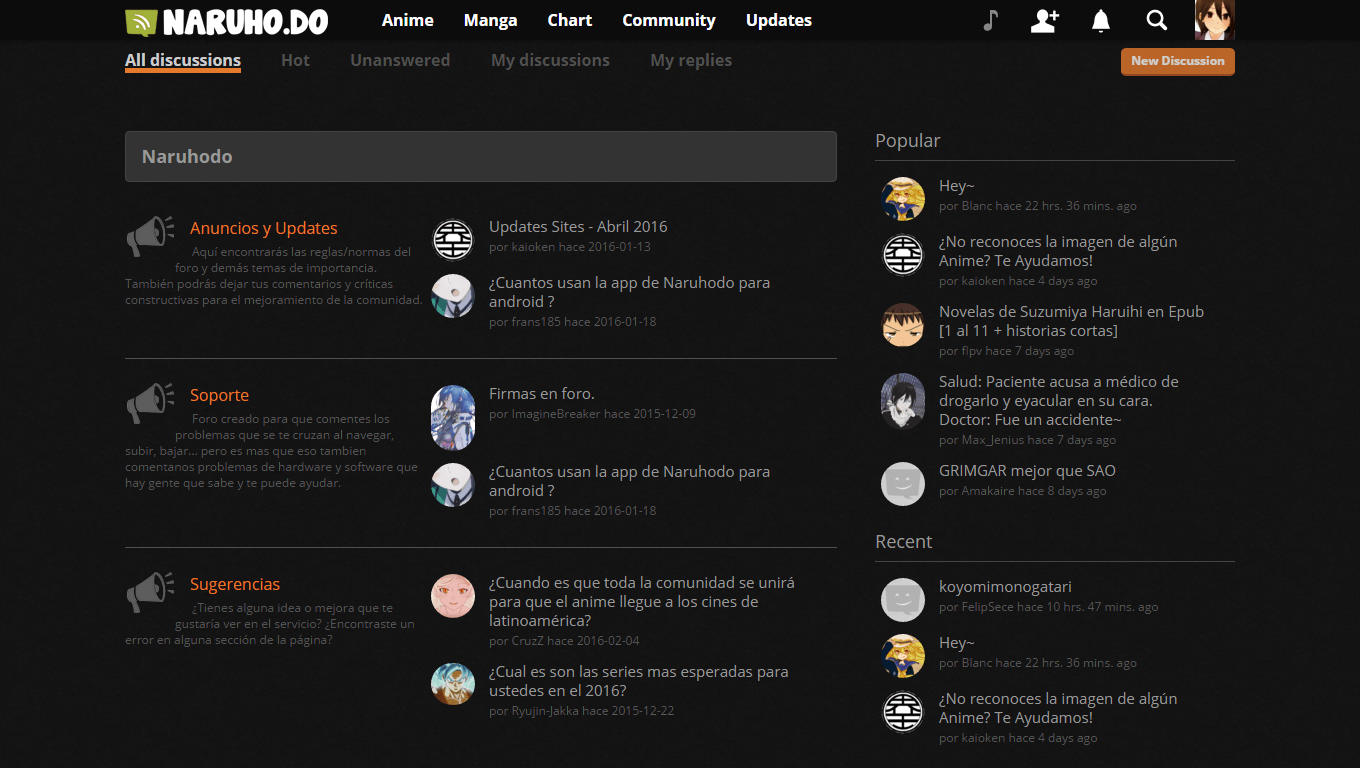 NARUHO.DO
Anime
Manga
Chart
Community
Updates
All discussions
Hot
Unanswered
My discussions
My replies
New Discussion
Naruhodo
Anuncios y Updates
Aquí encontrarás las reglas/normas del
foro y demás temas de importancia.
También podrás dejar tus comentarios y críticas
constructivas para el mejoramiento de la comunidad.
Updates Sites - Abril 2016
por kaioken hace 2016-01-13
¿Cuantos usan la app de Naruhodo para
android ?
por frans185 hace 2016-01-18
Soporte
Foro creado para que comentes los
problemas que se te cruzan al navegar,
subir, bajar... pero es mas que eso tambien
comentanos problemas de hardware y software que
hay gente que sabe y te puede ayudar.
Firmas en foro.
por ImagineBreaker hace 2015-12-09
¿Cuantos usan la app de Naruhodo para
android ?
por frans185 hace 2016-01-18
Sugerencias
¿Tienes alguna idea o mejora que te
gustaría ver en el servicio? ¿Encontraste un
error en alguna sección de la página?
¿Cuando es que toda la comunidad se unirá
para que el anime llegue a los cines de
latinoamérica?
por CruzZ hace 2016-02-04
¿Cual es son las series mas esperadas para
ustedes en el 2016?
por Ryujin-Jakka hace 2015-12-22
Popular
Hey~
por Blanc hace 22 hrs. 36 mins. ago
¿No reconoces la imagen de algún
Anime? Te Ayudamos!
por kaioken hace 4 days ago
Novelas de Suzumiya Haruihi en Epub
[1 al 11 + historias cortas]
por flpv hace 7 days ago
Salud: Paciente acusa a médico de
drogarlo y eyacular en su cara.
Doctor: Fue un accidente~
por Max_Jenius hace 7 days ago
GRIMGAR mejor que SAO
por Amakaire hace 8 days ago
Recent
koyomimonogatari
por FelipSece hace 10 hrs. 47 mins. ago
Hey~
por Blanc hace 22 hrs. 36 mins. ago
¿No reconoces la imagen de algún
Anime? Te Ayudamos!
por kaioken hace 4 days ago